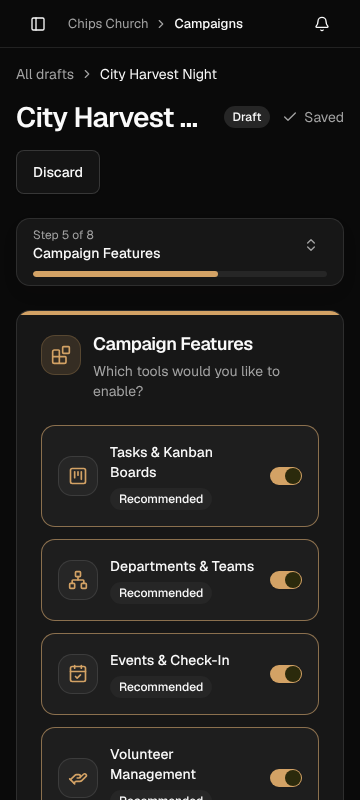 Chips Church > Campaigns
All drafts > City Harvest Night
City Harvest ...
Draft
Saved
Discard
Step 5 of 8
Campaign Features
Campaign Features
Which tools would you like to
enable?
Tasks & Kanban
Boards
Recommended
Departments & Teams
Recommended
Events & Check-In
Recommended
Volunteer
Management
Recommended